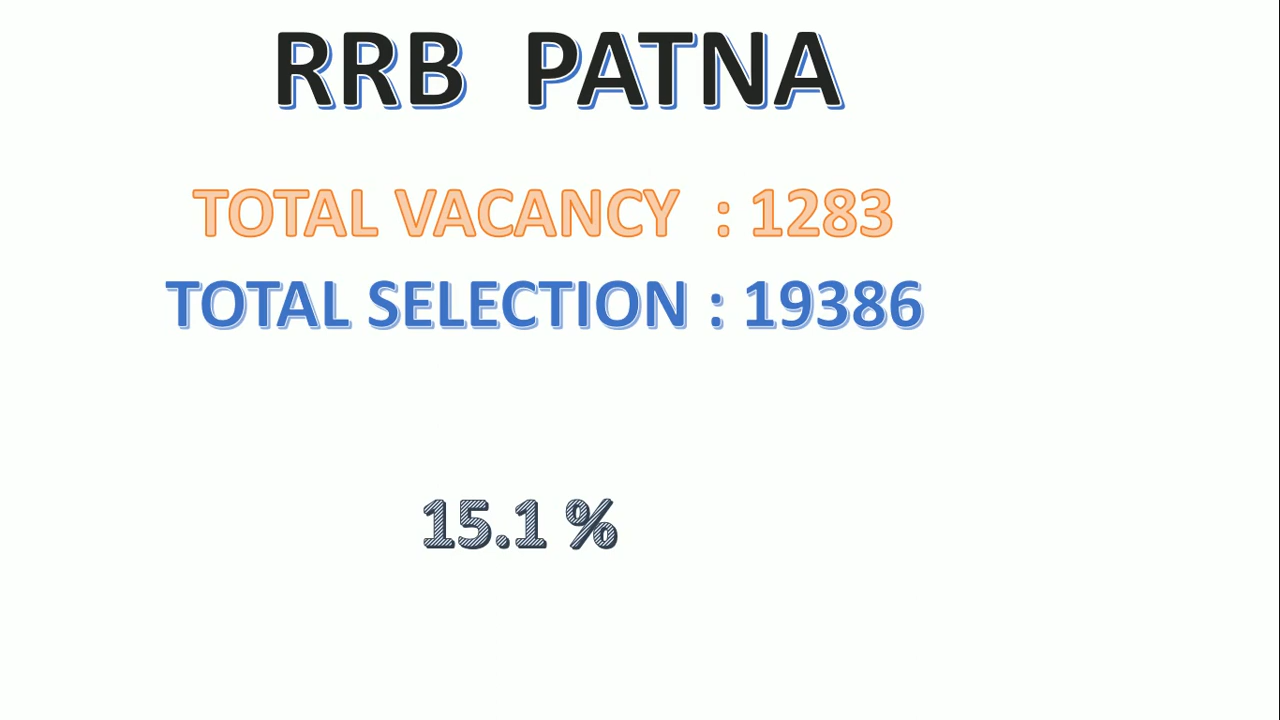 RRB PATNA
TOTAL VACANCY : 1283
TOTAL SELECTION : 19386
15.1 %